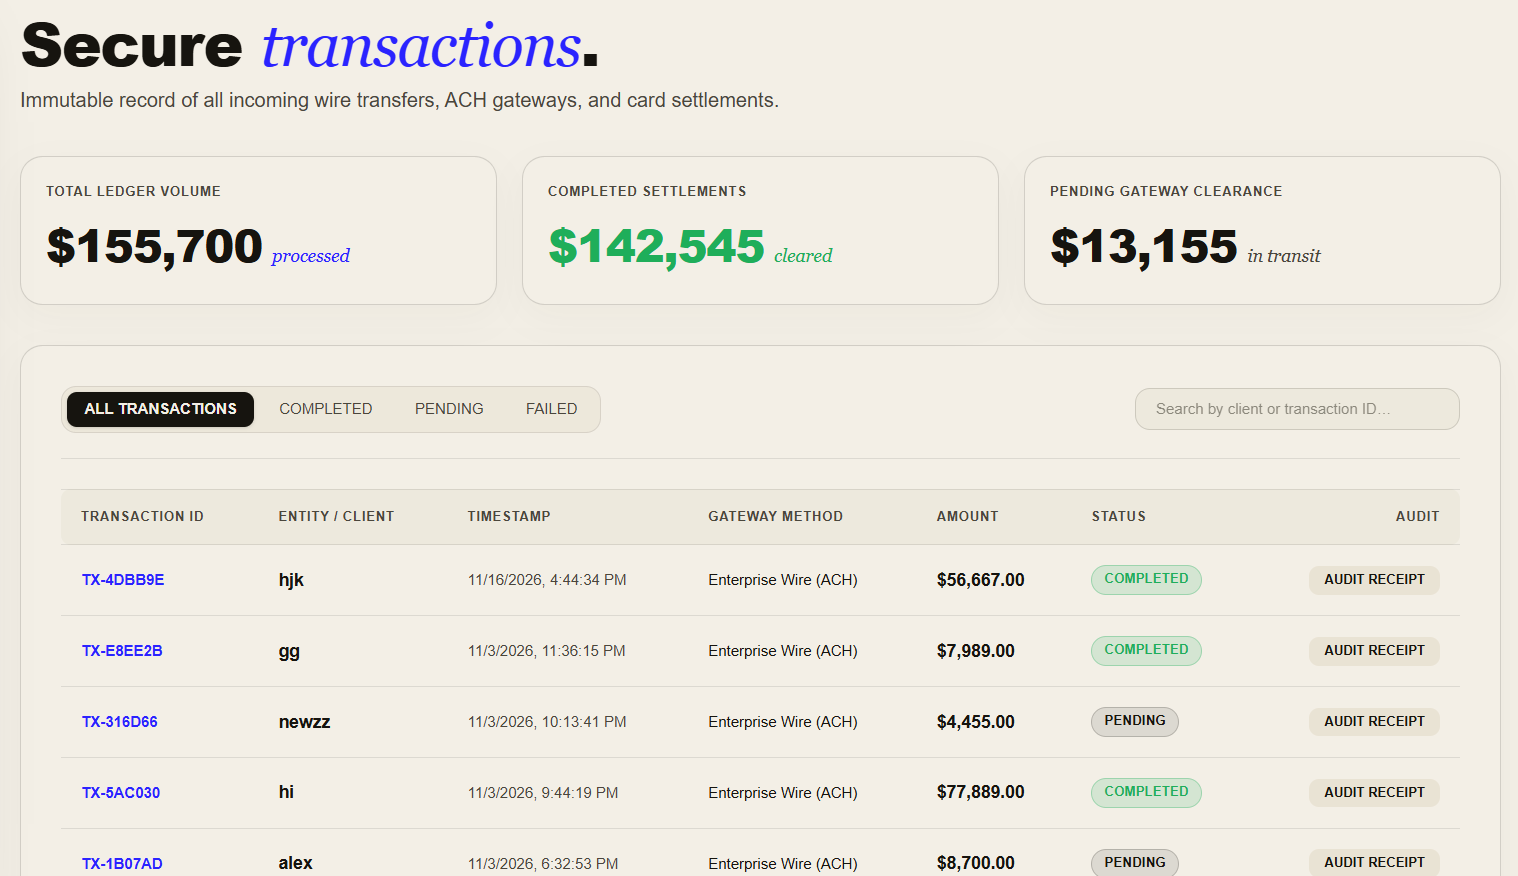 Secure transactions.
Immutable record of all incoming wire transfers, ACH gateways, and card settlements.
TOTAL LEDGER VOLUME
$155,700 processed
COMPLETED SETTLEMENTS
$142,545 cleared
PENDING GATEWAY CLEARANCE
$13,155 in transit
ALL TRANSACTIONS COMPLETED PENDING FAILED Search by client or transaction ID...
TRANSACTION ID ENTITY / CLIENT TIMESTAMP GATEWAY METHOD AMOUNT STATUS AUDIT
TX-4DBB9E hjk 11/16/2026, 4:44:34 PM Enterprise Wire (ACH) $56,667.00 COMPLETED AUDIT RECEIPT
TX-E8EE2B gg 11/3/2026, 11:36:15 PM Enterprise Wire (ACH) $7,989.00 COMPLETED AUDIT RECEIPT
TX-316D66 newzz 11/3/2026, 10:13:41 PM Enterprise Wire (ACH) $4,455.00 PENDING AUDIT RECEIPT
TX-5AC030 hi 11/3/2026, 9:44:19 PM Enterprise Wire (ACH) $77,889.00 COMPLETED AUDIT RECEIPT
TX-1B07AD alex 11/3/2026, 6:32:53 PM Enterprise Wire (ACH) $8,700.00 PENDING AUDIT RECEIPT